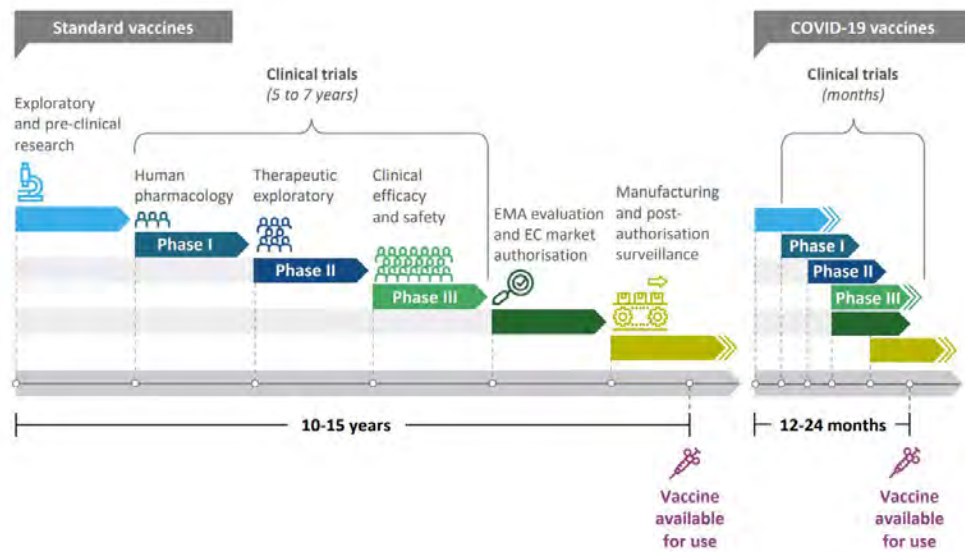 Standard vaccines
COVID-19 vaccines
Clinical trials
(5 to 7 years)
Clinical trials
(months)
Exploratory
and pre-clinical
research
Human
pharmacology
Therapeutic
exploratory
Clinical
efficacy
and safety
EMA evaluation
and EC market
authorisation
Manufacturing
and post-
authorisation
surveillance
Phase I
Phase II
Phase III
Phase I
Phase II
Phase III
10-15 years
12-24 months
Vaccine
available
for use
Vaccine
available
for use